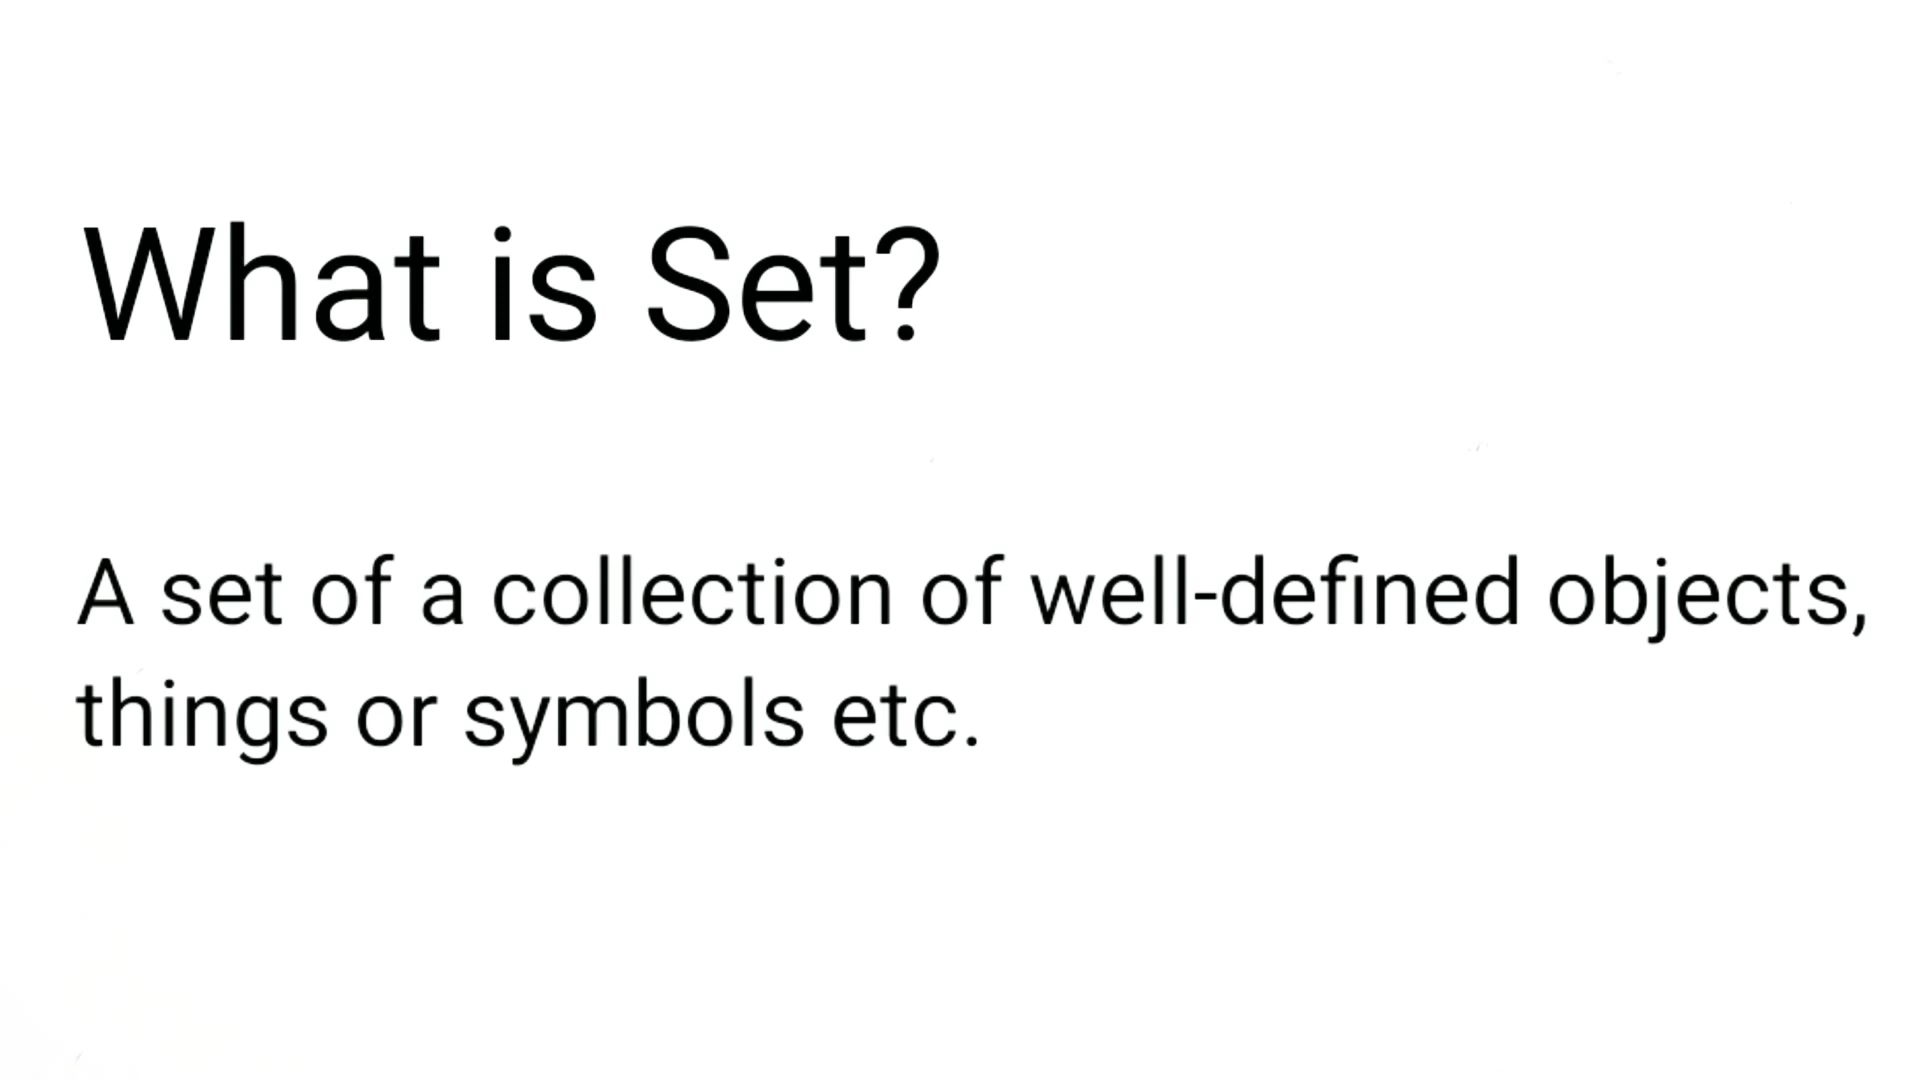 What is Set?
A set of a collection of well-defined objects,
things or symbols etc.